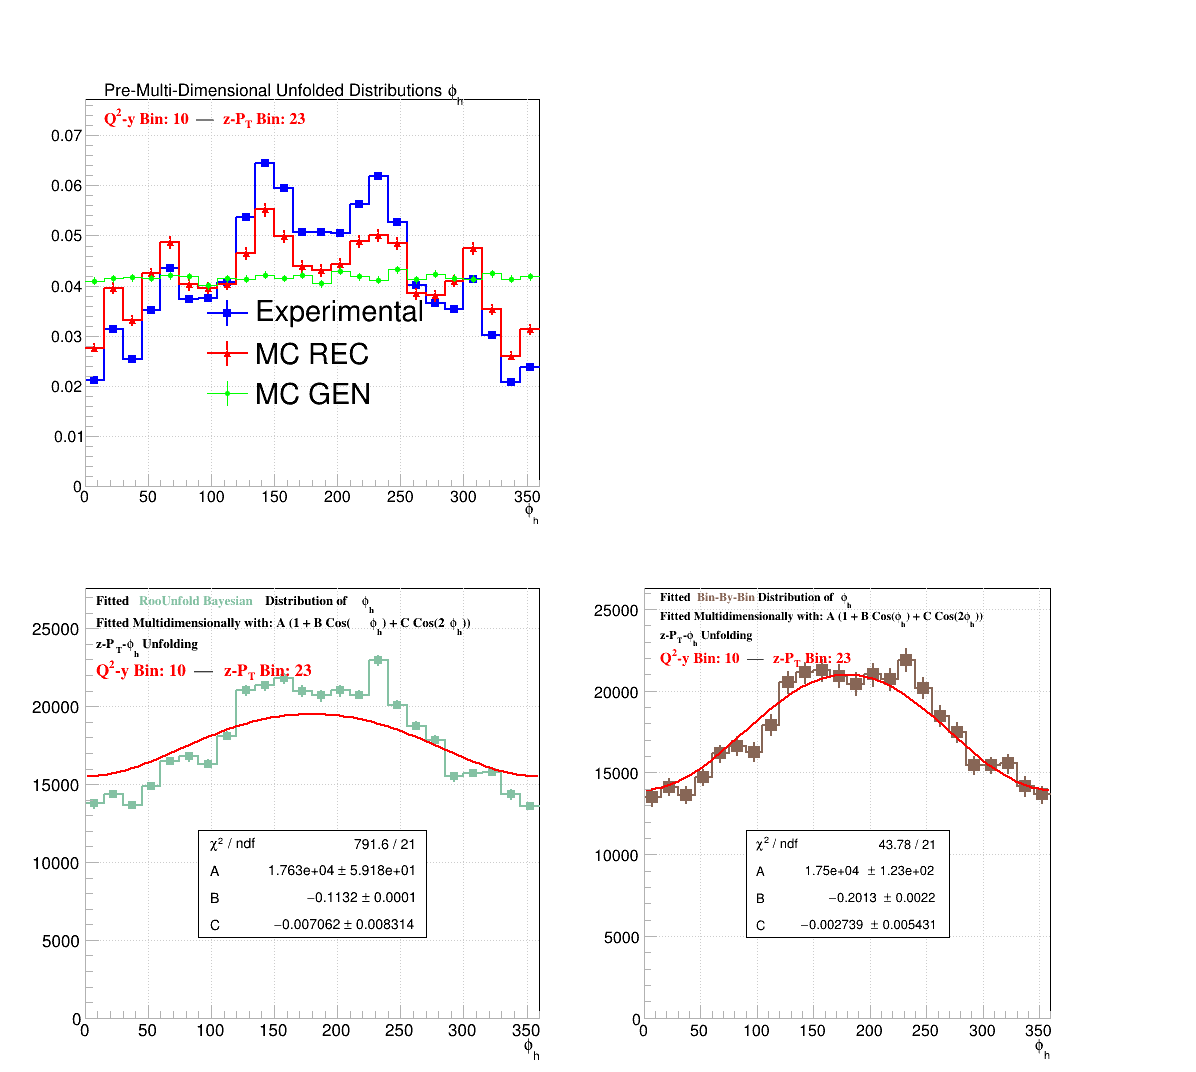 Pre-Multi-Dimensional Unfolded Distributions ϕh
Q2-y Bin: 10 — z-PT Bin: 23
0.07
0.06
0.05
0.04
0.03
0.02
0.01
0
Experimental
MC REC
MC GEN
0 50 100 150 200 250 300 350
ϕh
Fitted RooUnfold Bayesian Distribution of ϕh
Fitted Multidimensionally with: A (1 + B Cos( ϕh) + C Cos(2 ϕh))
z-PT-ϕh Unfolding
Q2-y Bin: 10 — z-PT Bin: 23
25000
20000
15000
10000
5000
0
χ2 / ndf 791.6 / 21
A 1.763e+04 ± 5.918e+01
B −0.1132 ± 0.0001
C −0.007062 ± 0.008314
0 50 100 150 200 250 300 350
ϕh
Fitted Bin-By-Bin Distribution of ϕh
Fitted Multidimensionally with: A (1 + B Cos(ϕh) + C Cos(2ϕh))
z-PT-ϕh Unfolding
Q2-y Bin: 10 — z-PT Bin: 23
25000
20000
15000
10000
5000
0
χ2 / ndf 43.78 / 21
A 1.75e+04 ± 1.23e+02
B −0.2013 ± 0.0022
C −0.002739 ± 0.005431
0 50 100 150 200 250 300 350
ϕh